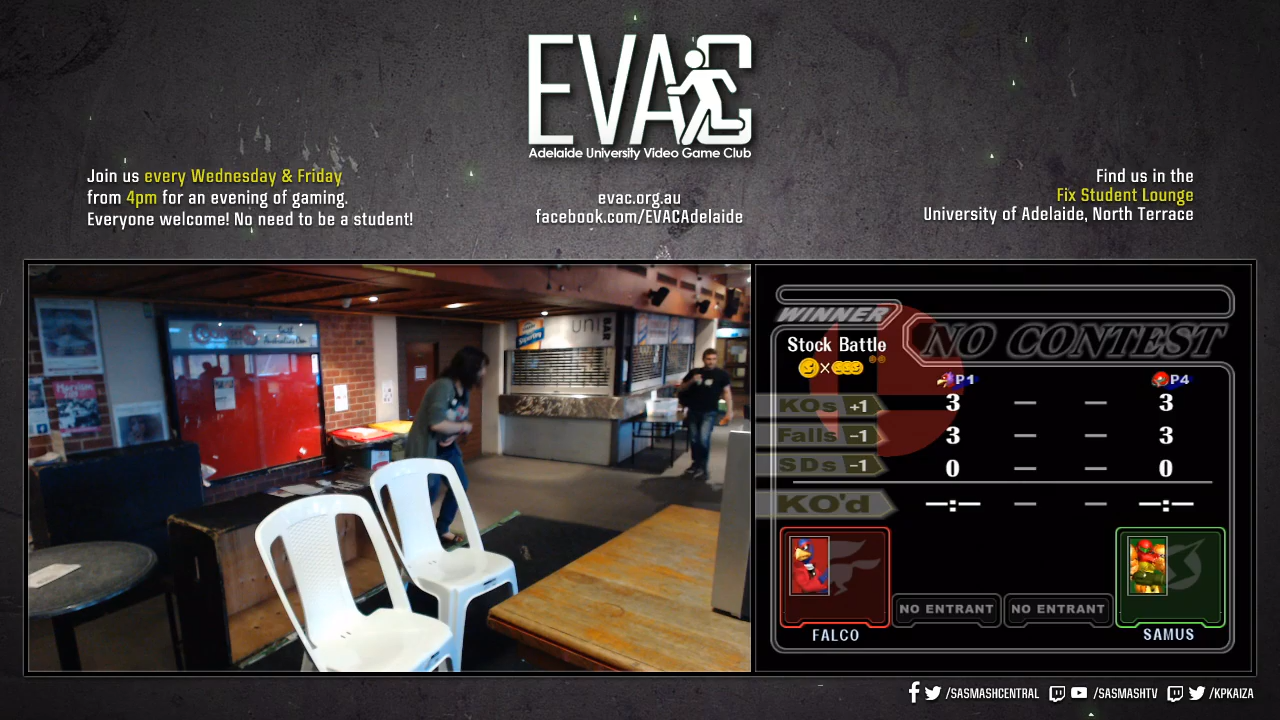 EVAC
Adelaide University Video Game Club
Join us every Wednesday & Friday
from 4pm for an evening of gaming.
Everyone welcome! No need to be a student!
evac.org.au
facebook.com/EVACAdelaide
Find us in the
Fix Student Lounge
University of Adelaide, North Terrace
UNIBAR
WINNER
NO CONTEST
Stock Battle
×
P1
P4
KOs +1 3 — — 3
Falls -1 3 — — 3
SDs -1 0 — — 0
KO'd —:— — — —:—
NO ENTRANT
NO ENTRANT
FALCO
SAMUS
/SASMASHCENTRAL
/SASMASHTV
/KPKAIZA